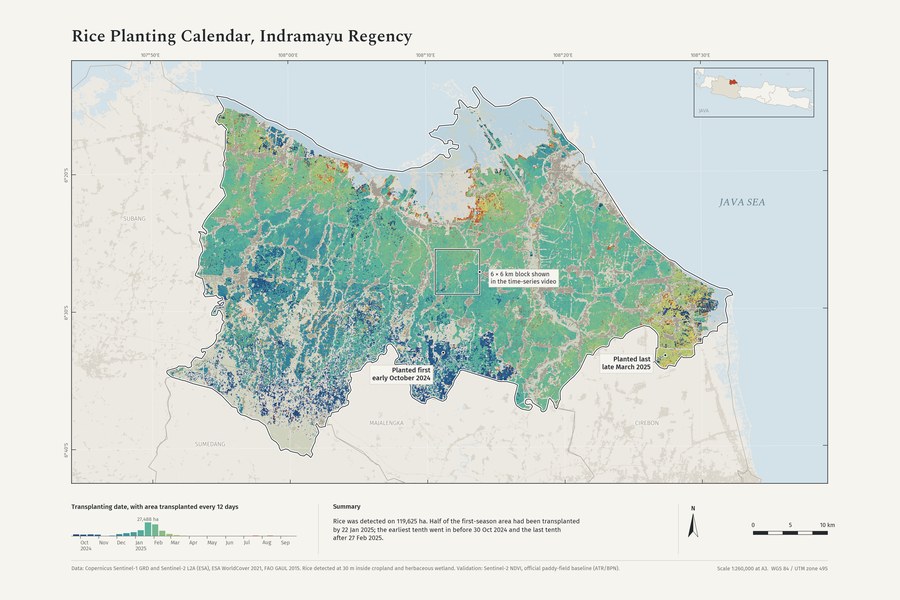 Rice Planting Calendar, Indramayu Regency
107°50'E 108°00'E 108°10'E 108°20'E 108°30'E
JAVA
6°20'S
SUBANG
JAVA SEA
6 × 6 km block shown
in the time-series video
6°30'S
Planted last
late March 2025
Planted first
early October 2024
MAJALENGKA
CIREBON
SUMEDANG
6°40'S
Transplanting date, with area transplanted every 12 days
Oct Nov Dec Jan Feb Mar Apr May Jun Jul Aug Sep
2024 2025
Summary
Rice was detected on 119,625 ha. Half of the first-season area had been transplanted
by 22 Jan 2025; the earliest tenth went in before 30 Oct 2024 and the last tenth
after 27 Feb 2025.
N
0 5 10 km
Data: Copernicus Sentinel-1 GRD and Sentinel-2 L2A (ESA), ESA WorldCover 2021, FAO GAUL 2015. Rice detected at 30 m inside cropland and herbaceous wetland. Validation: Sentinel-2 NDVI, official paddy-field baseline (ATR/BPN).
Scale 1:260,000 at A3. WGS 84 / UTM zone 49S